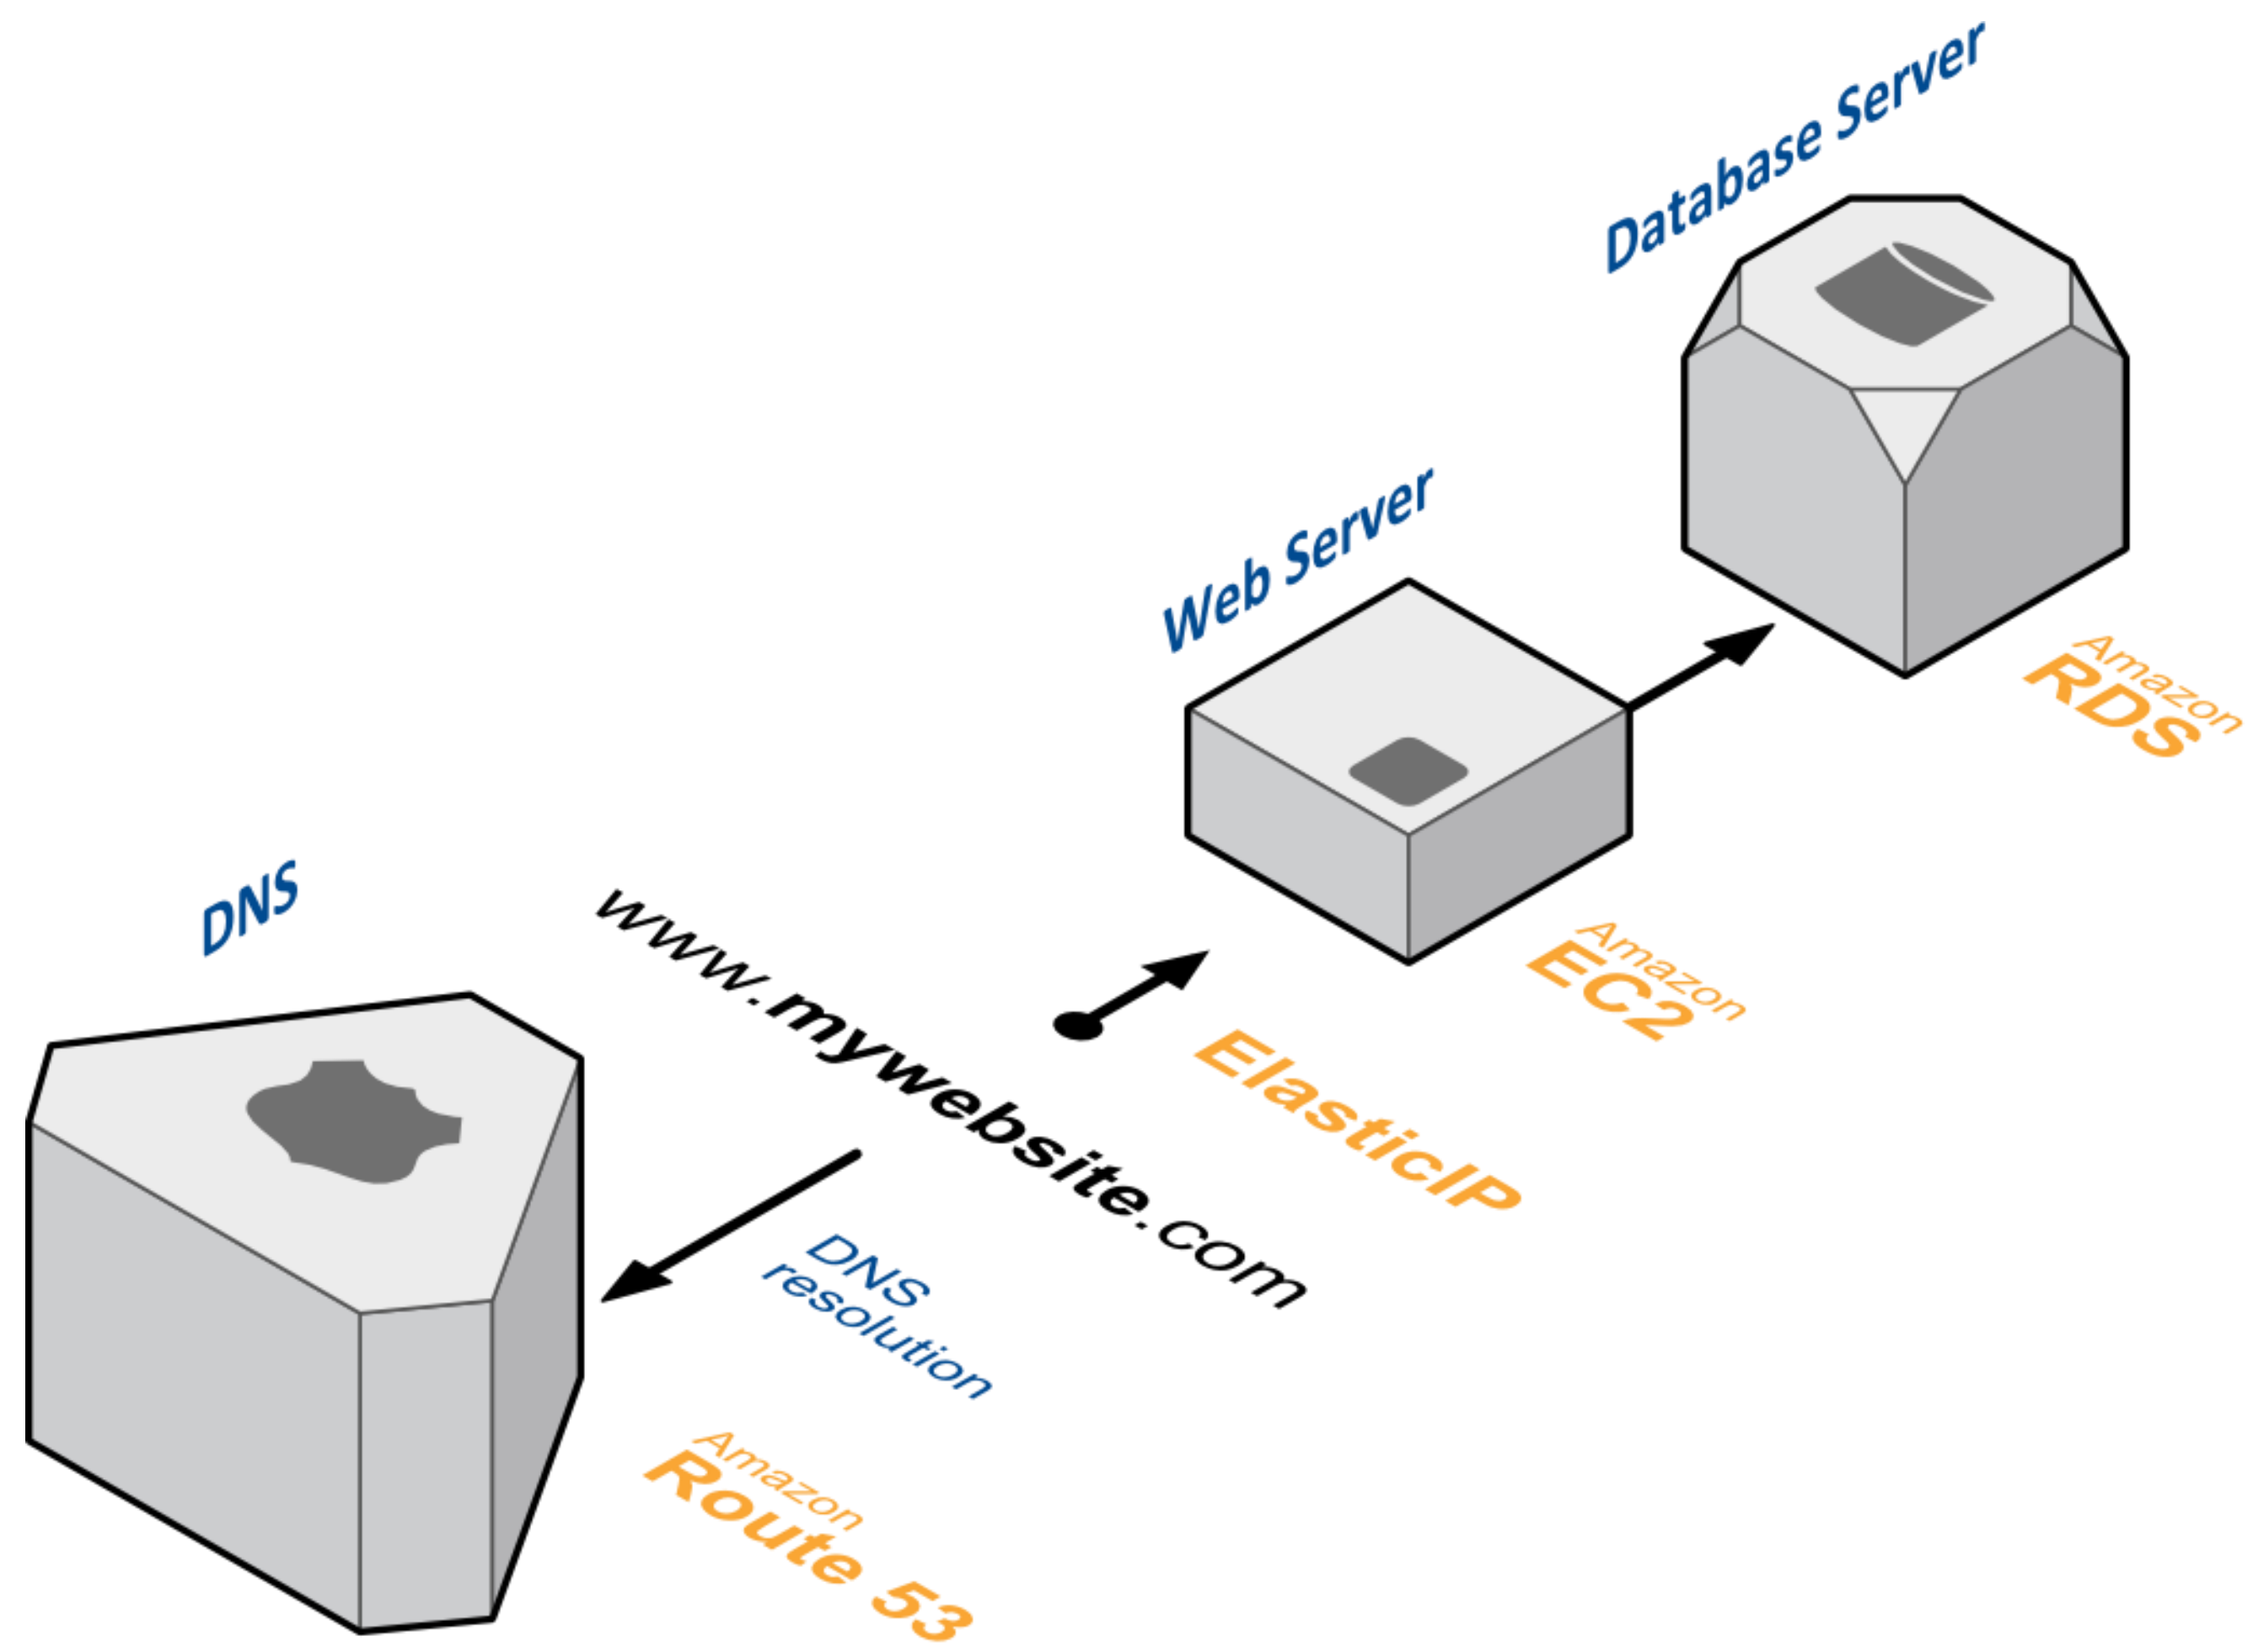 Database Server
Amazon
RDS
Web Server
Amazon
EC2
ElasticIP
www.mywebsite.com
DNS
DNS
resolution
Amazon
Route 53